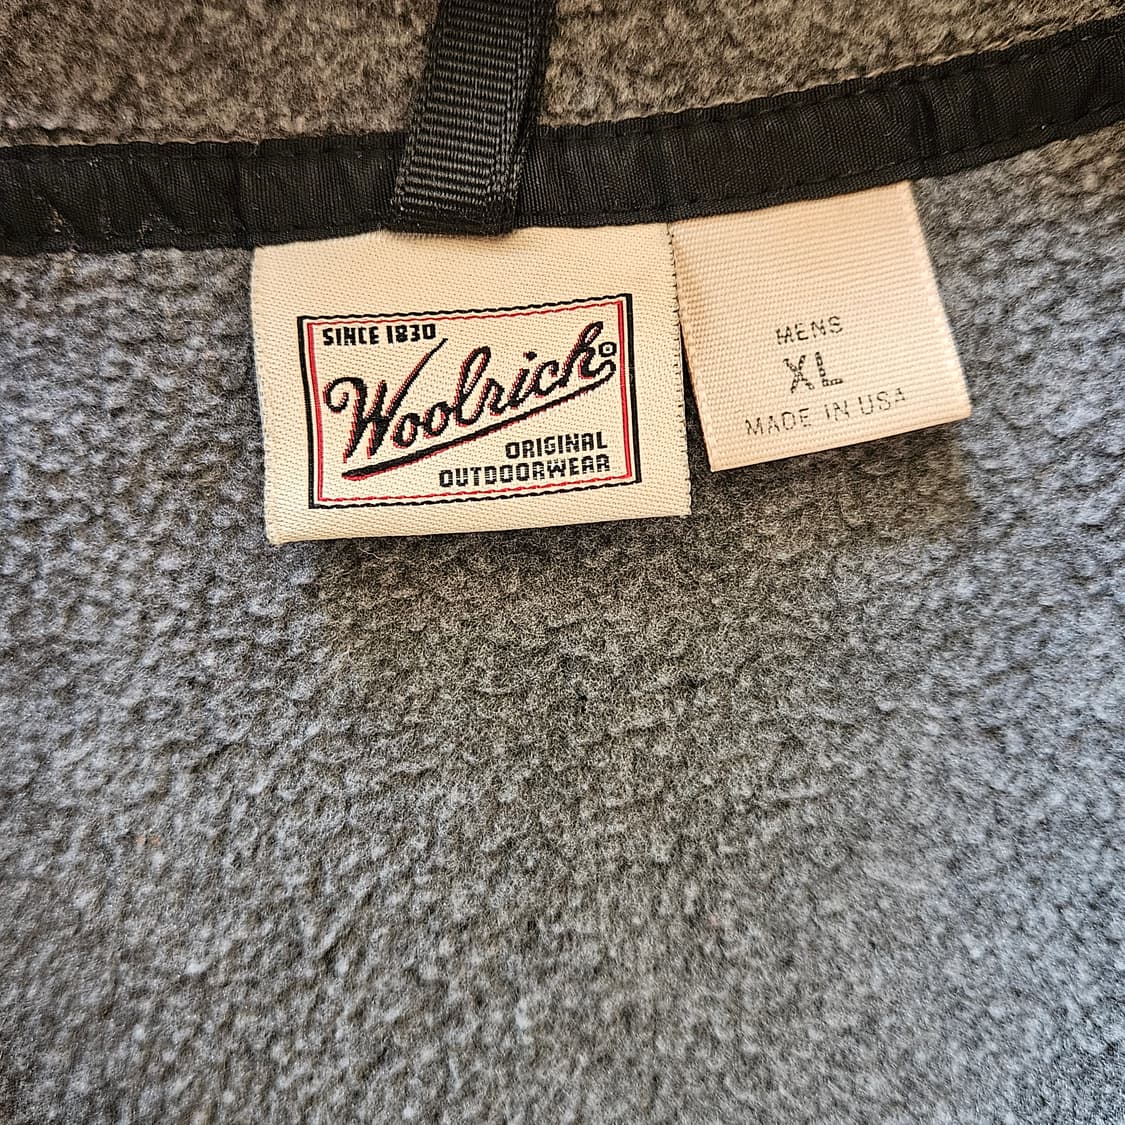 SINCE 1830
Woolrich®
ORIGINAL
OUTDOORWEAR
MENS
XL
MADE IN USA